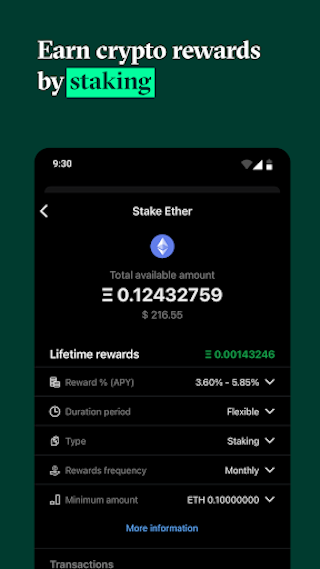 Earn crypto rewards
by staking
9:30
Stake Ether
Total available amount
Ξ 0.12432759
$ 216.55
Lifetime rewards Ξ 0.00143246
Reward % (APY) 3.60% - 5.85%
Duration period Flexible
Type Staking
Rewards frequency Monthly
Minimum amount ETH 0.10000000
More information
Transactions